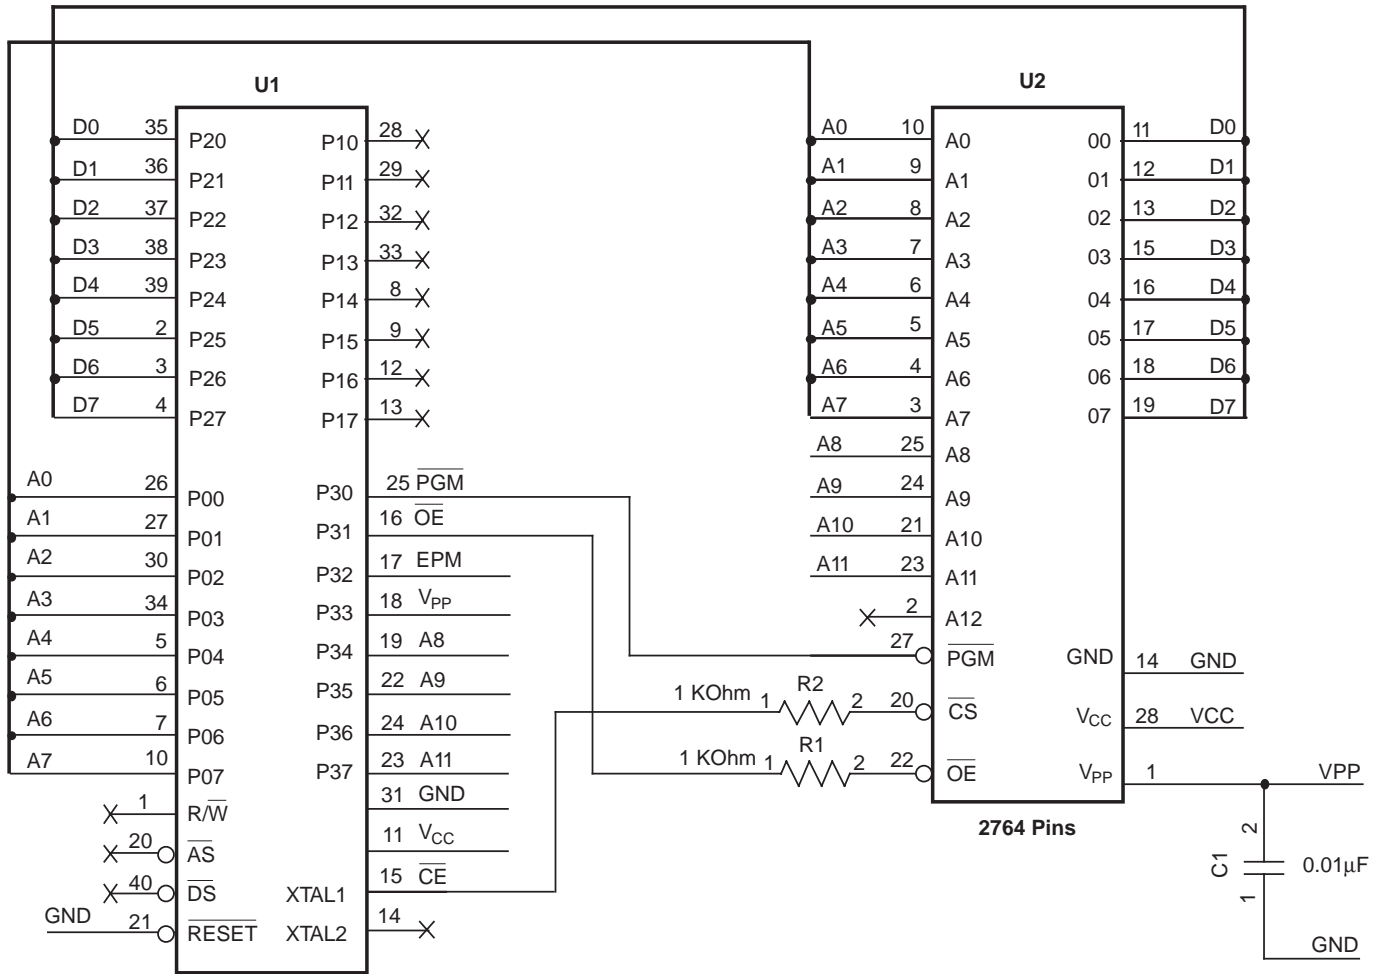 U1
U2
D0 35 P20
D1 36 P21
D2 37 P22
D3 38 P23
D4 39 P24
D5 2 P25
D6 3 P26
D7 4 P27
A0 26 P00
A1 27 P01
A2 30 P02
A3 34 P03
A4 5 P04
A5 6 P05
A6 7 P06
A7 10 P07
1 R/W̅
20 A̅S̅
40 D̅S̅
GND 21 R̅E̅S̅E̅T̅
P10 28
P11 29
P12 32
P13 33
P14 8
P15 9
P16 12
P17 13
P30 25 P̅G̅M̅
P31 16 O̅E̅
P32 17 EPM
P33 18 VPP
P34 19 A8
P35 22 A9
P36 24 A10
P37 23 A11
31 GND
11 VCC
XTAL1 15 C̅E̅
XTAL2 14
A0 10 A0
A1 9 A1
A2 8 A2
A3 7 A3
A4 6 A4
A5 5 A5
A6 4 A6
A7 3 A7
A8 25 A8
A9 24 A9
A10 21 A10
A11 23 A11
2 A12
27 P̅G̅M̅
1 KOhm 1 R2 2 20 C̅S̅
1 KOhm 1 R1 2 22 O̅E̅
00 11 D0
01 12 D1
02 13 D2
03 15 D3
04 16 D4
05 17 D5
06 18 D6
07 19 D7
GND 14 GND
VCC 28 VCC
VPP 1 VPP
2764 Pins
2
C1 0.01µF
1
GND